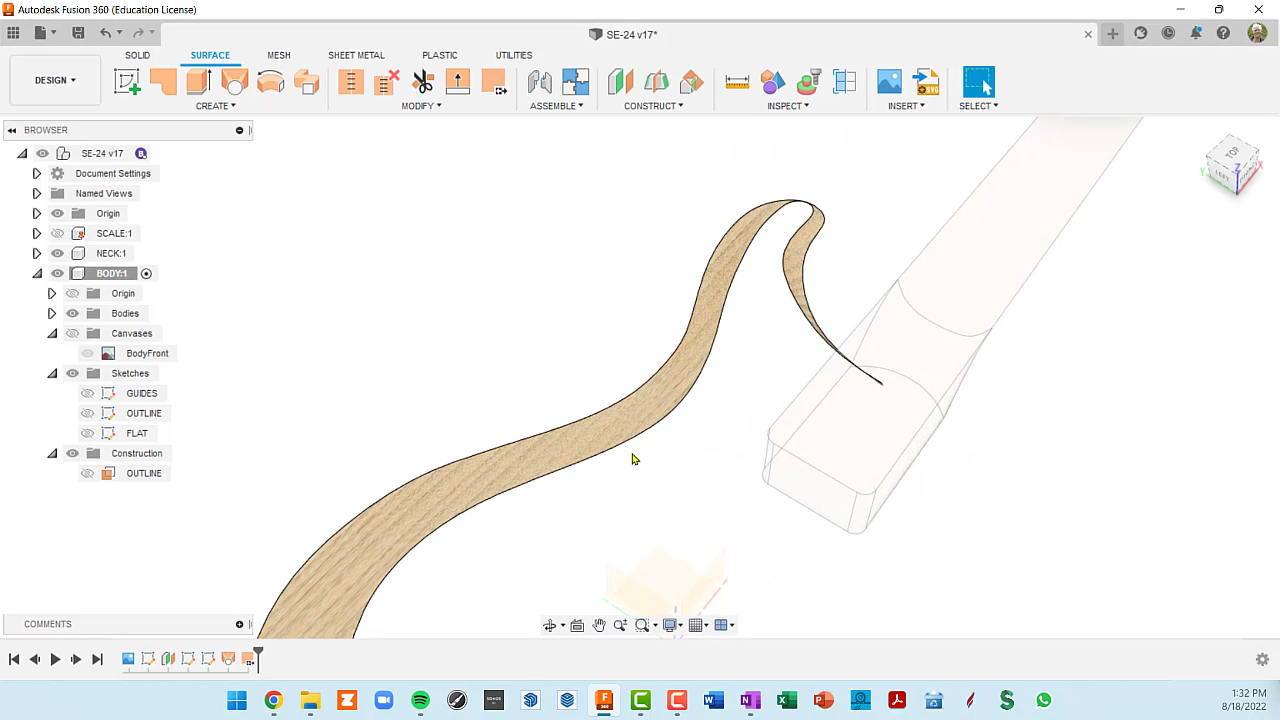 Autodesk Fusion 360 (Education License)
SE-24 v17*
DESIGN
SOLID SURFACE MESH SHEET METAL PLASTIC UTILITIES
CREATE MODIFY ASSEMBLE CONSTRUCT INSPECT INSERT SELECT
BROWSER
SE-24 v17
Document Settings
Named Views
Origin
SCALE:1
NECK:1
BODY:1
Origin
Bodies
Canvases
BodyFront
Sketches
GUIDES
OUTLINE
FLAT
Construction
OUTLINE
TOP
LEFT
Z
Y
X
COMMENTS
1:32 PM
8/18/2022